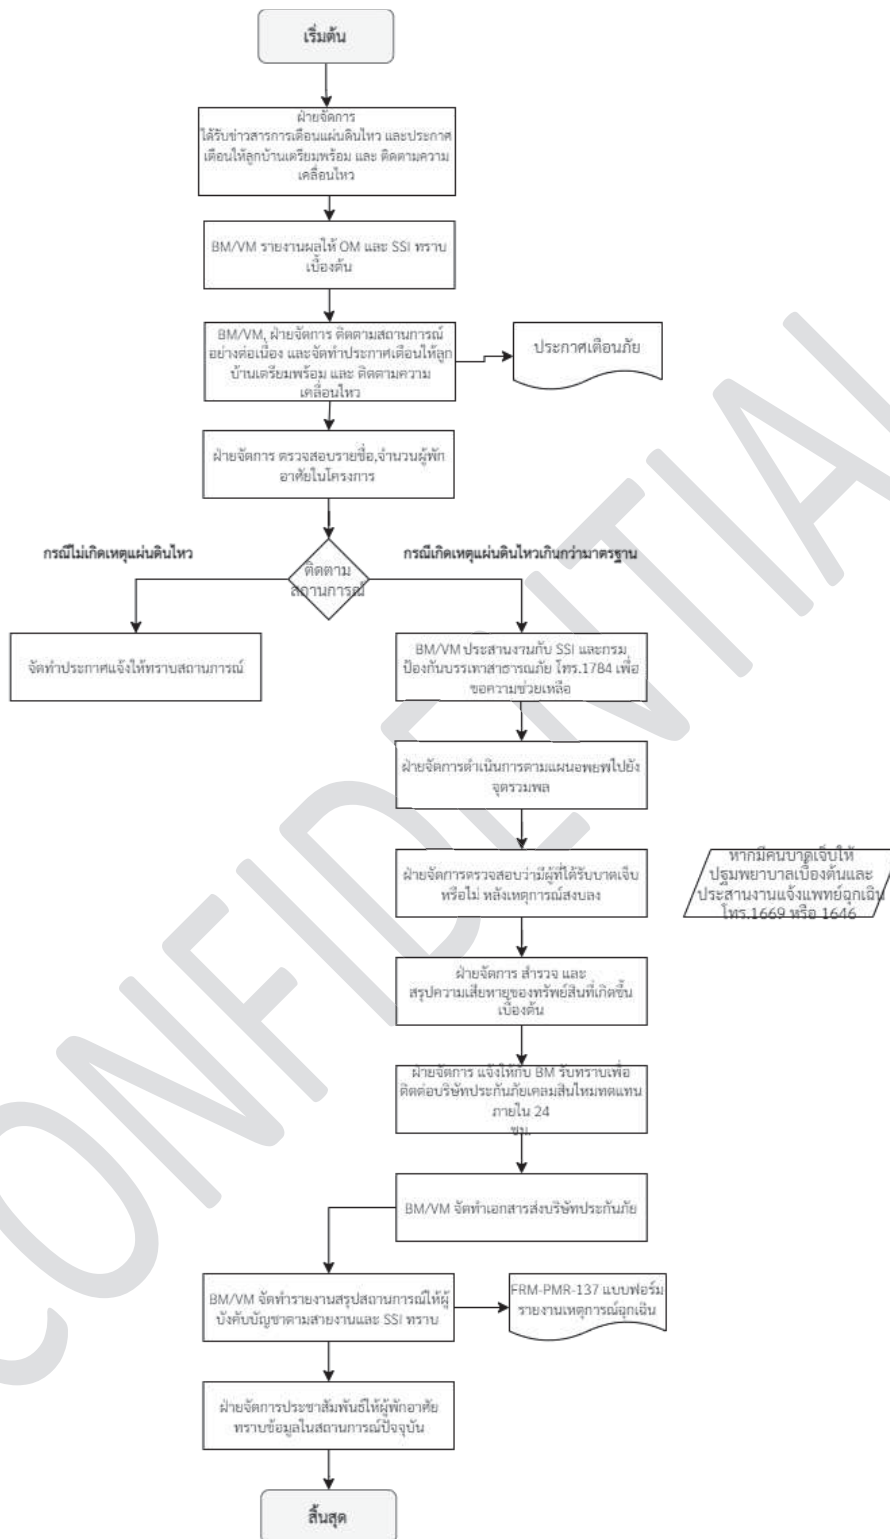 เริ่มต้น
ฝ่ายจัดการ
ได้รับข่าวสารการเตือนแผ่นดินไหว และประกาศ
เตือนให้ลูกบ้านเตรียมพร้อม และ ติดตามความ
เคลื่อนไหว
BM/VM รายงานผลให้ OM และ SSI ทราบ
เบื้องต้น
BM/VM, ฝ่ายจัดการ ติดตามสถานการณ์
อย่างต่อเนื่อง และจัดทำประกาศเตือนให้ลูก
บ้านเตรียมพร้อม และ ติดตามความ
เคลื่อนไหว
ประกาศเตือนภัย
ฝ่ายจัดการ ตรวจสอบรายชื่อ,จำนวนผู้พัก
อาศัยในโครงการ
กรณีไม่เกิดเหตุแผ่นดินไหว
กรณีเกิดเหตุแผ่นดินไหวเกินกว่ามาตรฐาน
ติดตาม
สถานการณ์
จัดทำประกาศแจ้งให้ทราบสถานการณ์
BM/VM ประสานงานกับ SSI และกรม
ป้องกันบรรเทาสาธารณภัย โทร.1784 เพื่อ
ขอความช่วยเหลือ
ฝ่ายจัดการดำเนินการตามแผนอพยพไปยัง
จุดรวมพล
ฝ่ายจัดการตรวจสอบว่ามีผู้ที่ได้รับบาดเจ็บ
หรือไม่ หลังเหตุการณ์สงบลง
หากมีคนบาดเจ็บให้
ปฐมพยาบาลเบื้องต้นและ
ประสานงานแจ้งแพทย์ฉุกเฉิน
โทร.1669 หรือ 1646
ฝ่ายจัดการ สำรวจ และ
สรุปความเสียหายของทรัพย์สินที่เกิดขึ้น
เบื้องต้น
ฝ่ายจัดการ แจ้งให้กับ BM รับทราบเพื่อ
ติดต่อบริษัทประกันภัยเคลมสินไหมทดแทน
ภายใน 24
ชม.
BM/VM จัดทำเอกสารส่งบริษัทประกันภัย
BM/VM จัดทำรายงานสรุปสถานการณ์ให้ผู้
บังคับบัญชาตามสายงานและ SSI ทราบ
FRM-PMR-137 แบบฟอร์ม
รายงานเหตุการณ์ฉุกเฉิน
ฝ่ายจัดการประชาสัมพันธ์ให้ผู้พักอาศัย
ทราบข้อมูลในสถานการณ์ปัจจุบัน
สิ้นสุด
CONFIDENTIAL